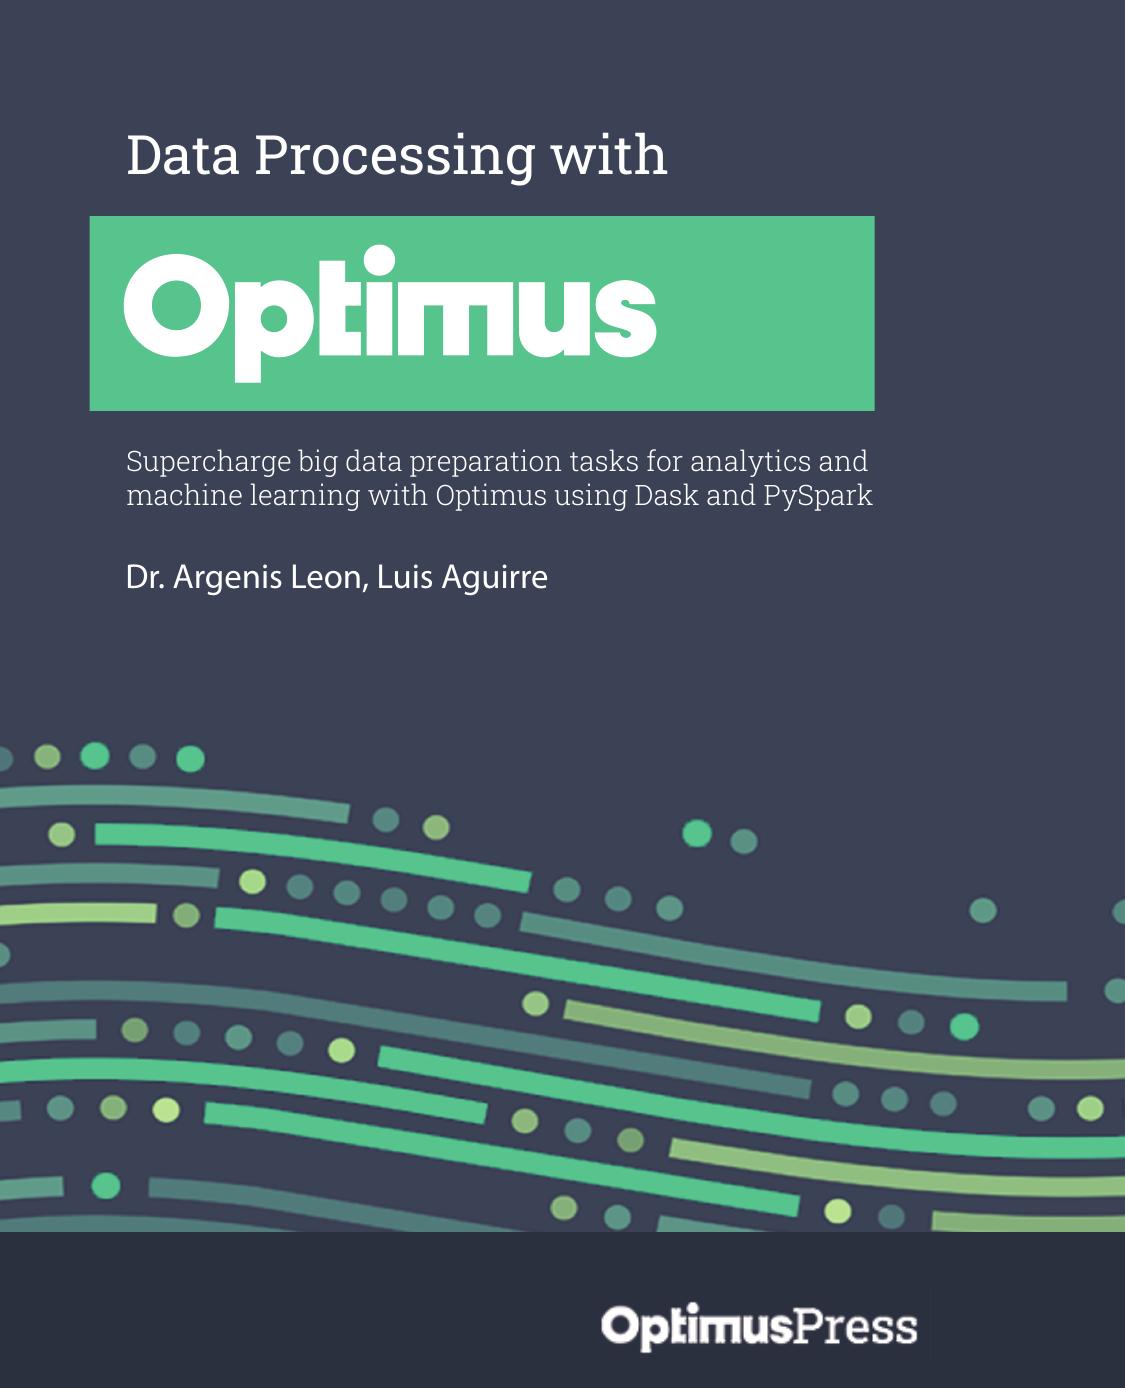 Data Processing with
Optimus
Supercharge big data preparation tasks for analytics and
machine learning with Optimus using Dask and PySpark
Dr. Argenis Leon, Luis Aguirre
OptimusPress